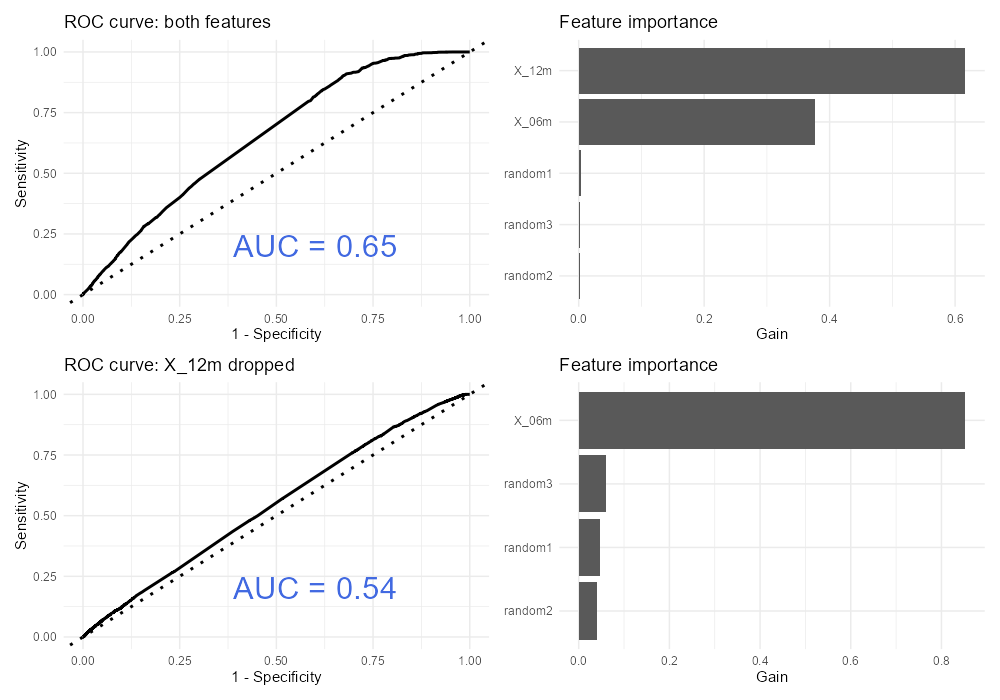 ROC curve: both features
Sensitivity
1.00
0.75
0.50
0.25
0.00
AUC = 0.65
0.00 0.25 0.50 0.75 1.00
1 - Specificity
Feature importance
X_12m
X_06m
random1
random3
random2
0.0 0.2 0.4 0.6
Gain
ROC curve: X_12m dropped
Sensitivity
1.00
0.75
0.50
0.25
0.00
AUC = 0.54
0.00 0.25 0.50 0.75 1.00
1 - Specificity
Feature importance
X_06m
random3
random1
random2
0.0 0.2 0.4 0.6 0.8
Gain